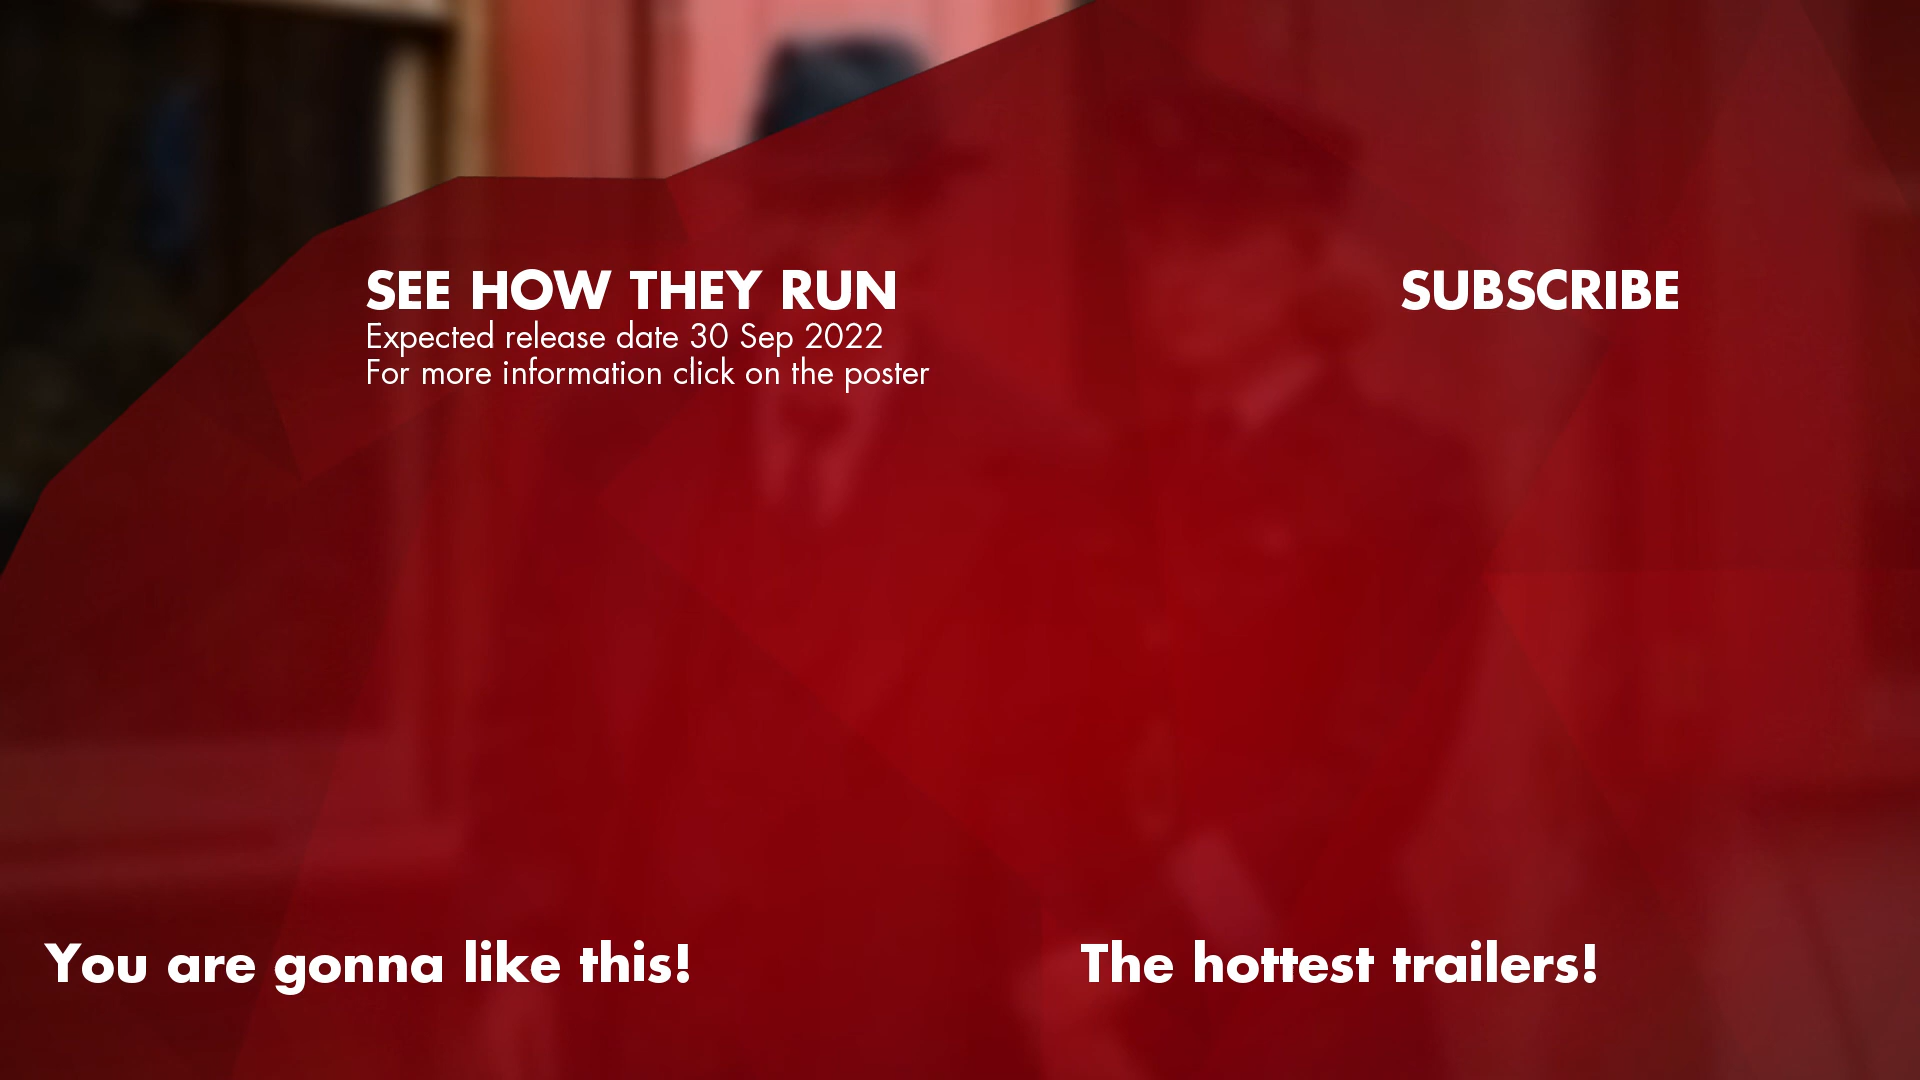 SEE HOW THEY RUN
Expected release date 30 Sep 2022
For more information click on the poster
SUBSCRIBE
You are gonna like this!
The hottest trailers!